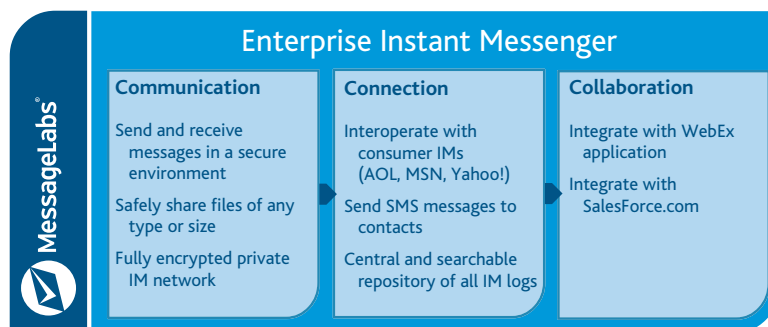 MessageLabs®
Enterprise Instant Messenger
Communication
Send and receive
messages in a secure
environment
Safely share files of any
type or size
Fully encrypted private
IM network
Connection
Interoperate with
consumer IMs
(AOL, MSN, Yahoo!)
Send SMS messages to
contacts
Central and searchable
repository of all IM logs
Collaboration
Integrate with WebEx
application
Integrate with
SalesForce.com